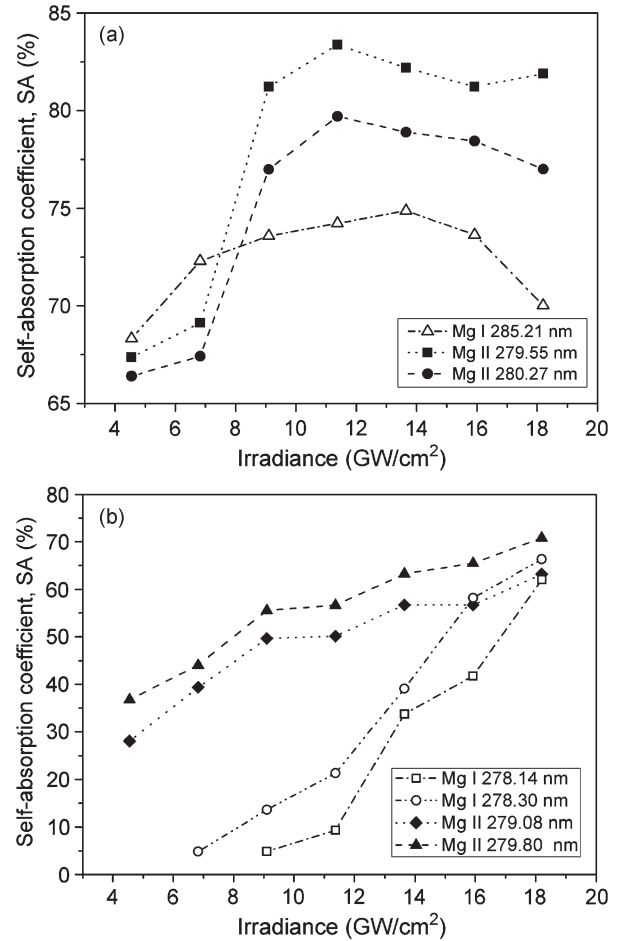 (a)
85
80
75
70
65
Self-absorption coefficient, SA (%)
Mg I 285.21 nm
Mg II 279.55 nm
Mg II 280.27 nm
4 6 8 10 12 14 16 18 20
Irradiance (GW/cm²)
(b)
80
70
60
50
40
30
20
10
0
Self-absorption coefficient, SA (%)
Mg I 278.14 nm
Mg I 278.30 nm
Mg II 279.08 nm
Mg II 279.80 nm
4 6 8 10 12 14 16 18 20
Irradiance (GW/cm²)